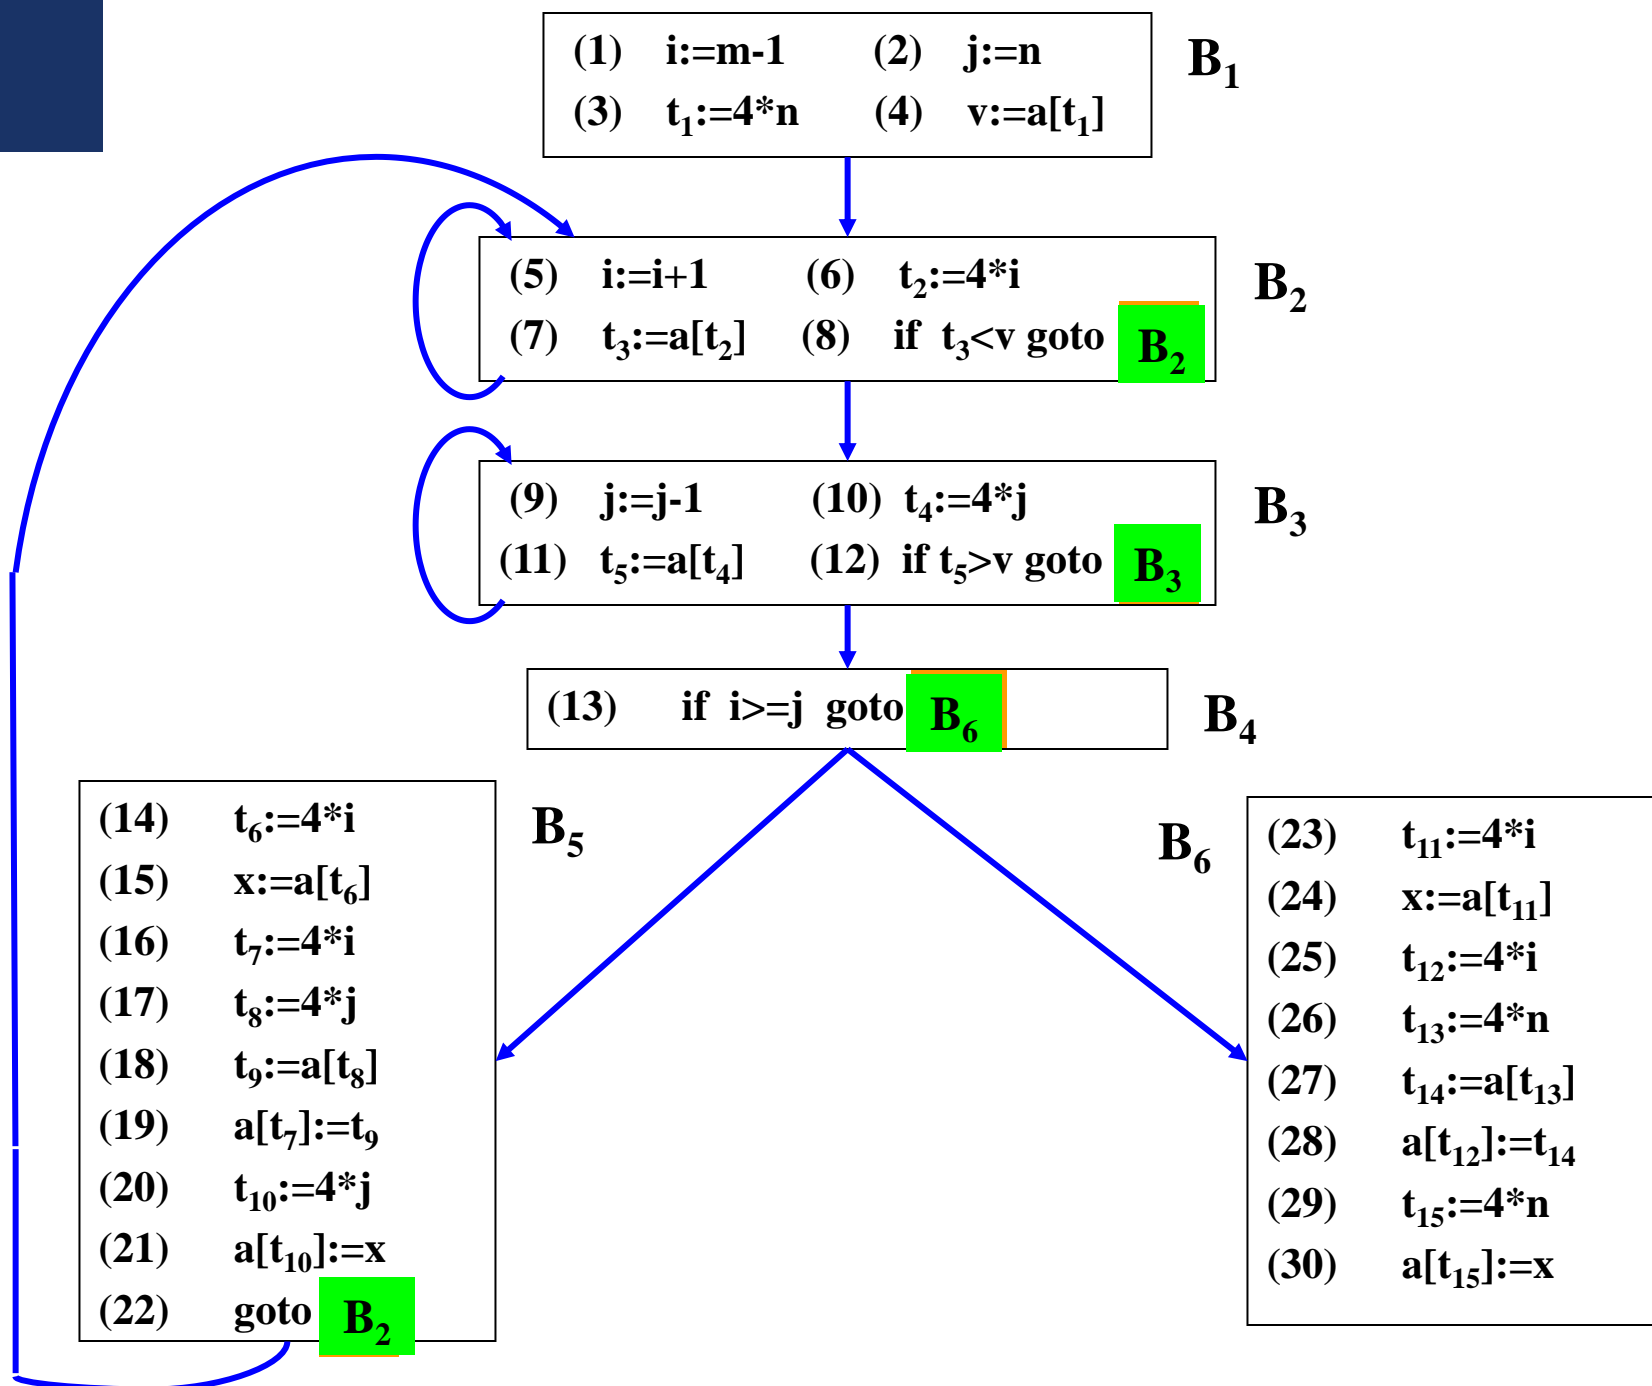 (1) i:=m-1 (2) j:=n
(3) t₁:=4*n (4) v:=a[t₁]
B₁
(5) i:=i+1 (6) t₂:=4*i
(7) t₃:=a[t₂] (8) if t₃<v goto B₂
B₂
(9) j:=j-1 (10) t₄:=4*j
(11) t₅:=a[t₄] (12) if t₅>v goto B₃
B₃
(13) if i>=j goto B₆
B₄
(14) t₆:=4*i
(15) x:=a[t₆]
(16) t₇:=4*i
(17) t₈:=4*j
(18) t₉:=a[t₈]
(19) a[t₇]:=t₉
(20) t₁₀:=4*j
(21) a[t₁₀]:=x
(22) goto B₂
B₅
B₆
(23) t₁₁:=4*i
(24) x:=a[t₁₁]
(25) t₁₂:=4*i
(26) t₁₃:=4*n
(27) t₁₄:=a[t₁₃]
(28) a[t₁₂]:=t₁₄
(29) t₁₅:=4*n
(30) a[t₁₅]:=x